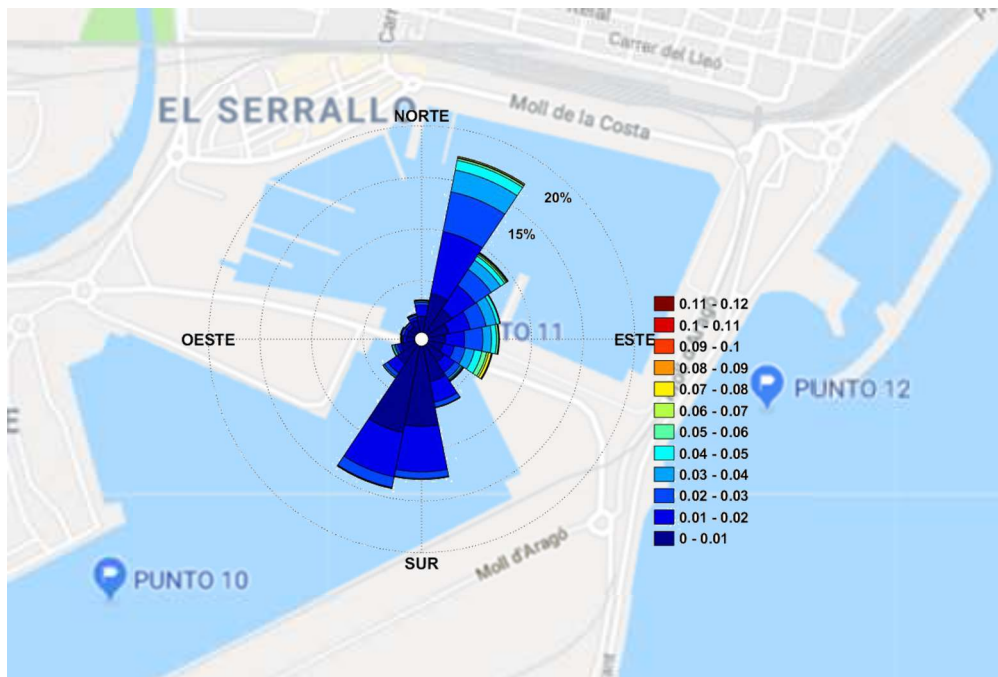 Carrer del Lleó
Moll de la Costa
EL SERRALLO
NORTE
20%
15%
OESTE
ESTE
TO 11
SUR
0.11 - 0.12
0.1 - 0.11
0.09 - 0.1
0.08 - 0.09
0.07 - 0.08
0.06 - 0.07
0.05 - 0.06
0.04 - 0.05
0.03 - 0.04
0.02 - 0.03
0.01 - 0.02
0 - 0.01
PUNTO 12
Moll d'Aragó
PUNTO 10